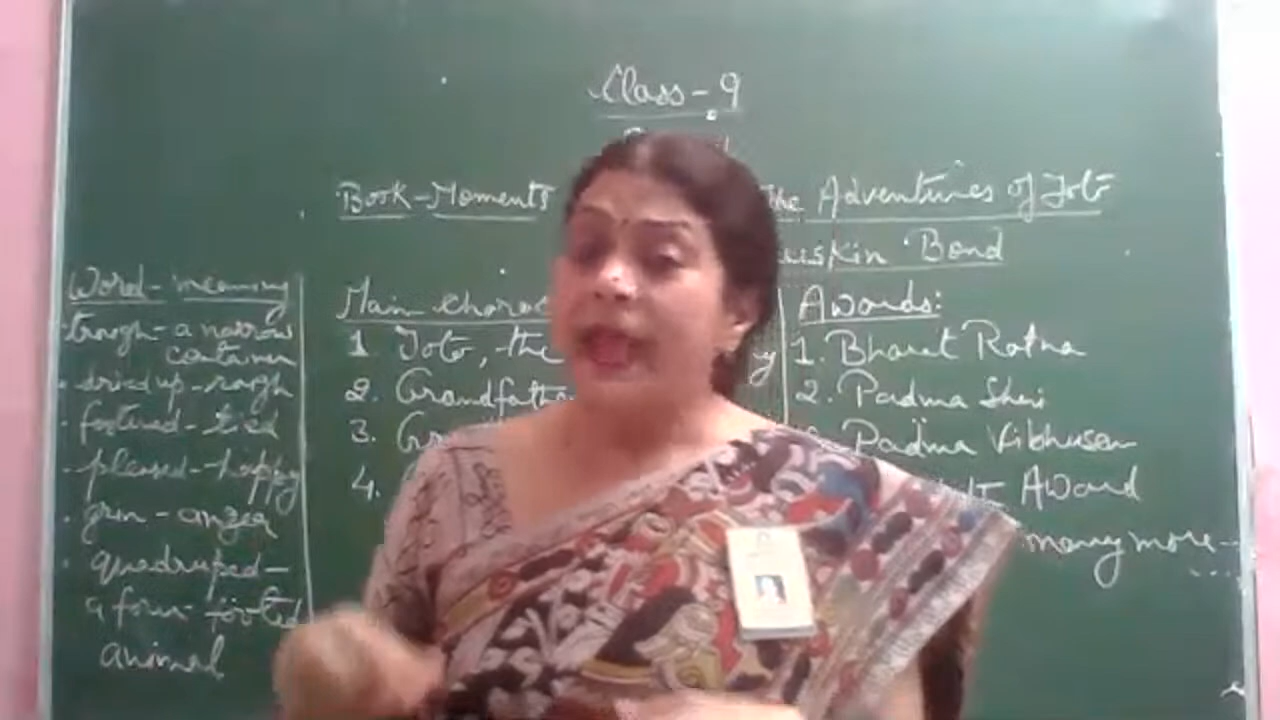 Class-9
Book-Moments The Adventures of Toto
uskin Bond
Word-meaning
trough-a narrow
container
dried up-rough
fastened-tied
pleased-happy
grin-anger
quadruped-
a four-footed
animal
Main charac
1 Toto, the y
2. Grandfathe
3. Gr
4.
Awards:
1. Bharat Ratna
2. Padma Shri
Padma Vibhusan
Award
many more--